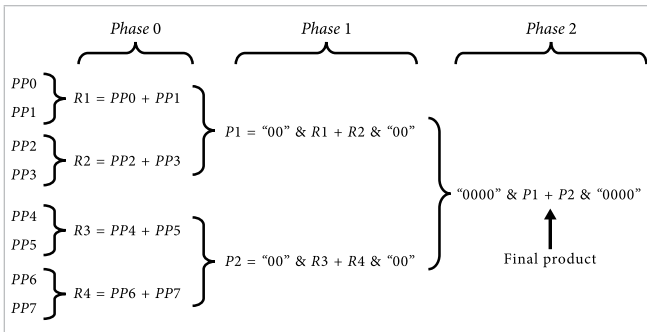 Phase 0
Phase 1
Phase 2
PP0
PP1
R1 = PP0 + PP1
PP2
PP3
R2 = PP2 + PP3
P1 = “00” & R1 + R2 & “00”
PP4
PP5
R3 = PP4 + PP5
PP6
PP7
R4 = PP6 + PP7
P2 = “00” & R3 + R4 & “00”
“0000” & P1 + P2 & “0000”
Final product